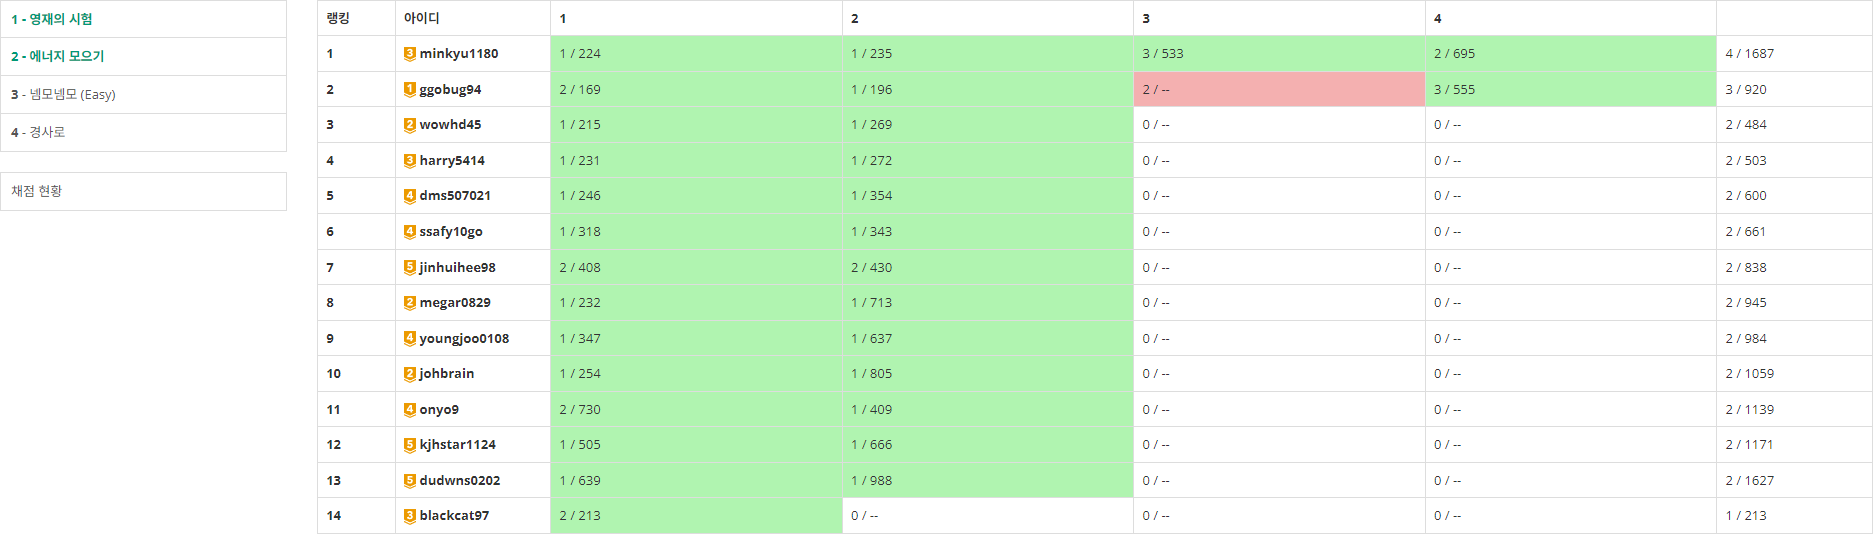 1 - 영재의 시험
2 - 에너지 모으기
3 - 넴모넴모 (Easy)
4 - 경사로
채점 현황
랭킹 아이디 1 2 3 4
1 3 minkyu1180 1 / 224 1 / 235 3 / 533 2 / 695 4 / 1687
2 1 ggobug94 2 / 169 1 / 196 2 / -- 3 / 555 3 / 920
3 2 wowhd45 1 / 215 1 / 269 0 / -- 0 / -- 2 / 484
4 3 harry5414 1 / 231 1 / 272 0 / -- 0 / -- 2 / 503
5 4 dms507021 1 / 246 1 / 354 0 / -- 0 / -- 2 / 600
6 4 ssafy10go 1 / 318 1 / 343 0 / -- 0 / -- 2 / 661
7 5 jinhuihee98 2 / 408 2 / 430 0 / -- 0 / -- 2 / 838
8 2 megar0829 1 / 232 1 / 713 0 / -- 0 / -- 2 / 945
9 4 youngjoo0108 1 / 347 1 / 637 0 / -- 0 / -- 2 / 984
10 2 johbrain 1 / 254 1 / 805 0 / -- 0 / -- 2 / 1059
11 4 onyo9 2 / 730 1 / 409 0 / -- 0 / -- 2 / 1139
12 5 kjhstar1124 1 / 505 1 / 666 0 / -- 0 / -- 2 / 1171
13 5 dudwns0202 1 / 639 1 / 988 0 / -- 0 / -- 2 / 1627
14 3 blackcat97 2 / 213 0 / -- 0 / -- 0 / -- 1 / 213